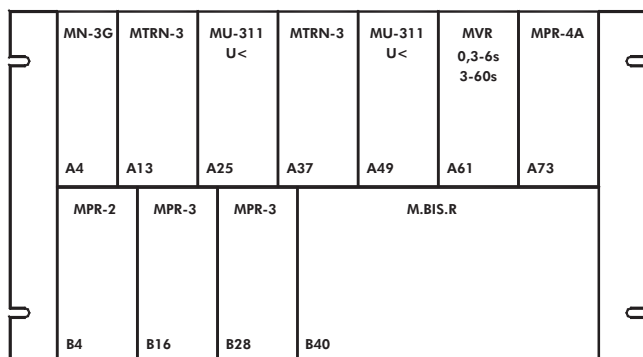 MN-3G MTRN-3 MU-311 MTRN-3 MU-311 MVR MPR-4A
U< U< 0,3-6s
3-60s
A4 A13 A25 A37 A49 A61 A73
MPR-2 MPR-3 MPR-3 M.BIS.R
B4 B16 B28 B40